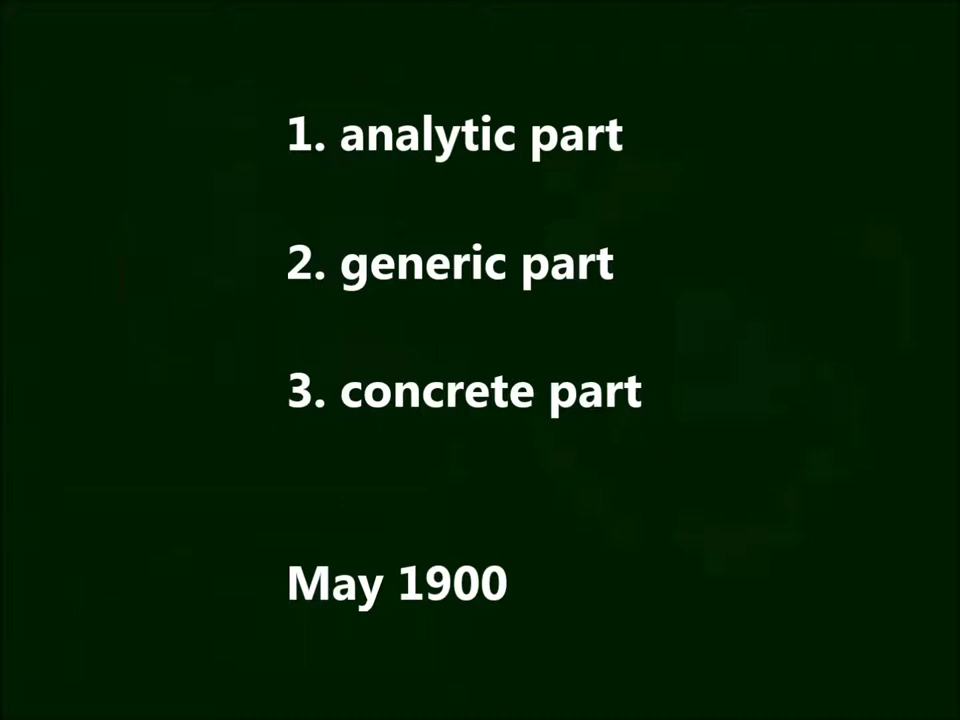 1. analytic part
2. generic part
3. concrete part
May 1900